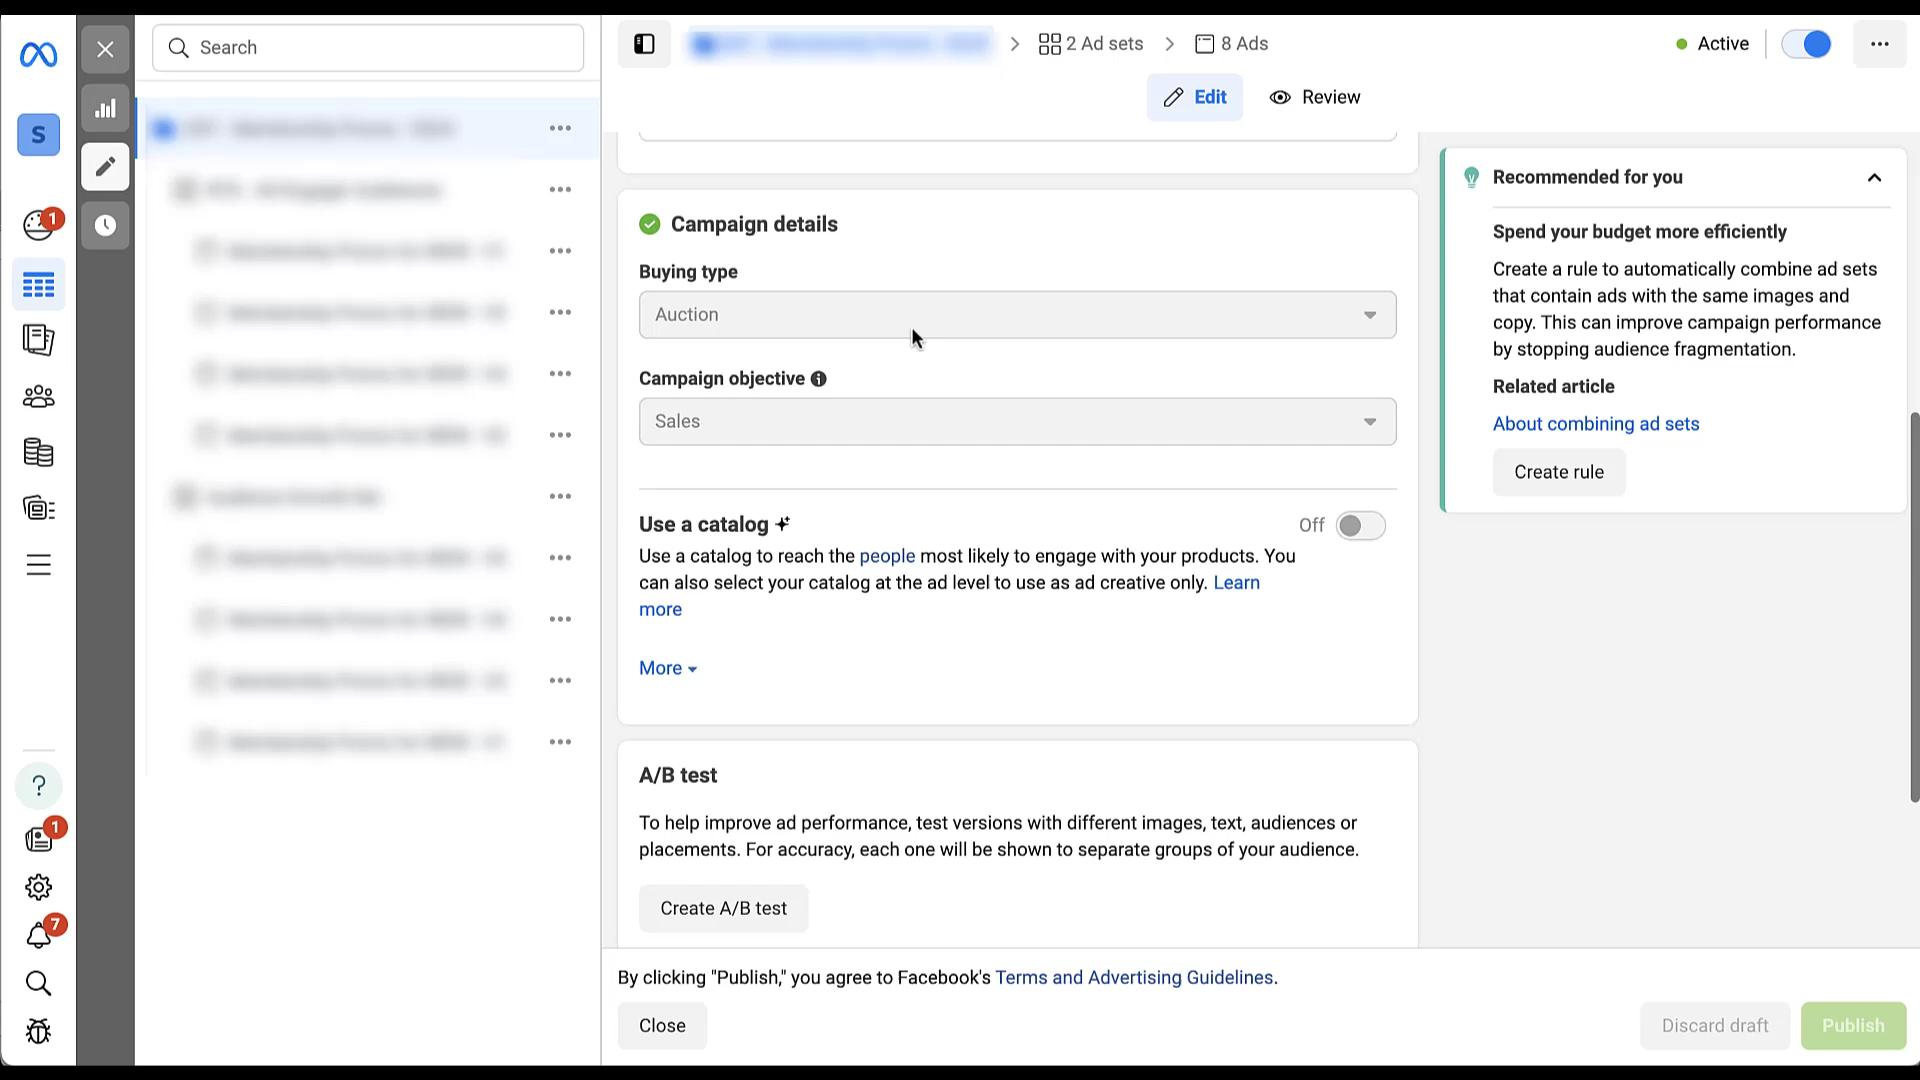 Search
2 Ad sets
8 Ads
Active
Edit
Review
S
1
Campaign details
Buying type
Auction
Campaign objective
Sales
Use a catalog
Off
Use a catalog to reach the people most likely to engage with your products. You
can also select your catalog at the ad level to use as ad creative only. Learn
more
More
A/B test
To help improve ad performance, test versions with different images, text, audiences or
placements. For accuracy, each one will be shown to separate groups of your audience.
Create A/B test
Recommended for you
Spend your budget more efficiently
Create a rule to automatically combine ad sets
that contain ads with the same images and
copy. This can improve campaign performance
by stopping audience fragmentation.
Related article
About combining ad sets
Create rule
?
1
7
By clicking "Publish," you agree to Facebook's Terms and Advertising Guidelines.
Close
Discard draft
Publish